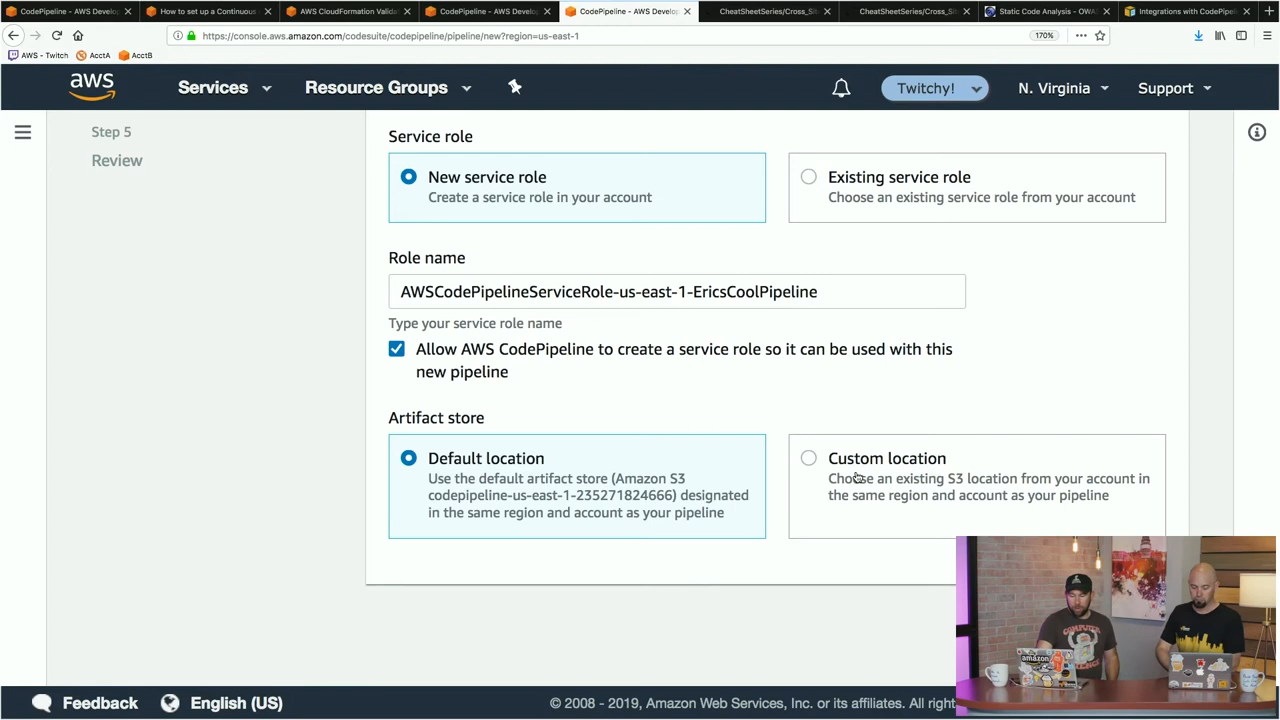 CodePipeline - AWS Develo
How to set up a Continuous
AWS CloudFormation Valida
CodePipeline - AWS Develo
CodePipeline - AWS Develo
CheatSheetSeries/Cross_Sit
CheatSheetSeries/Cross_Sit
Static Code Analysis - OWA
Integrations with CodePipel
https://console.aws.amazon.com/codesuite/codepipeline/pipeline/new?region=us-east-1
170%
AWS - Twitch
AcctA
AcctB
aws
Services
Resource Groups
Twitchy!
N. Virginia
Support
Step 5
Review
Service role
New service role
Create a service role in your account
Existing service role
Choose an existing service role from your account
Role name
AWSCodePipelineServiceRole-us-east-1-EricsCoolPipeline
Type your service role name
Allow AWS CodePipeline to create a service role so it can be used with this
new pipeline
Artifact store
Default location
Use the default artifact store (Amazon S3
codepipeline-us-east-1-235271824666) designated
in the same region and account as your pipeline
Custom location
Choose an existing S3 location from your account in
the same region and account as your pipeline
COMPUTER
amazon
Feedback
English (US)
© 2008 - 2019, Amazon Web Services, Inc. or its affiliates. All right